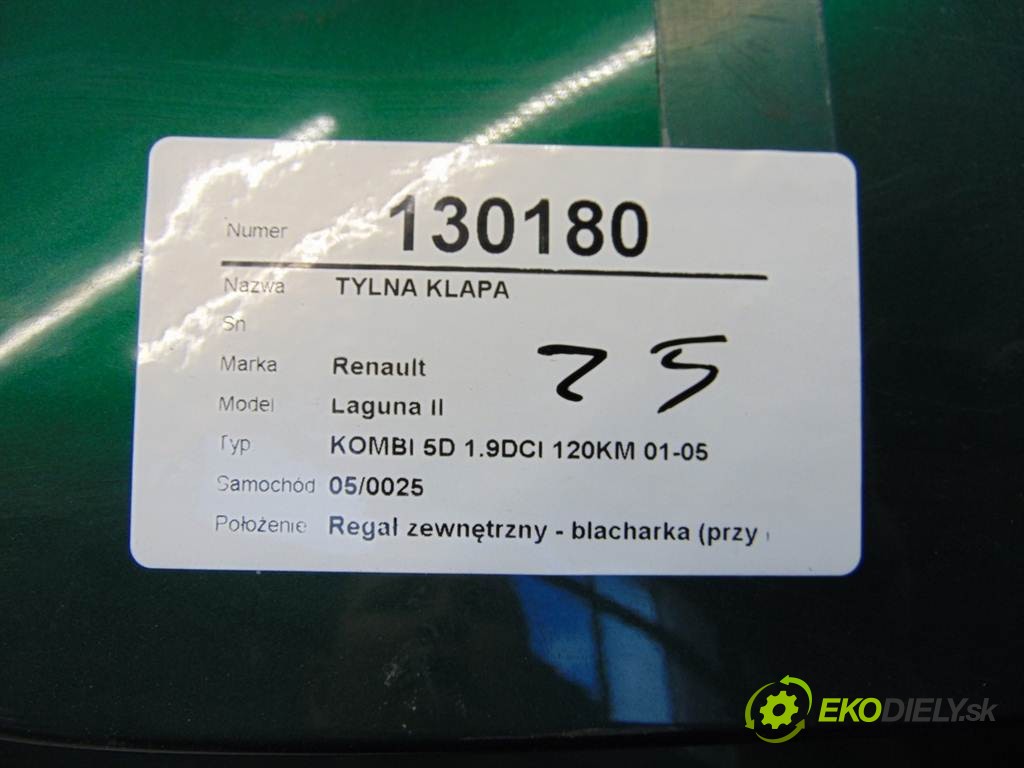 Numer 130180
Nazwa TYLNA KLAPA
Sn
Marka Renault
Model Laguna II
Typ KOMBI 5D 1.9DCI 120KM 01-05
Samochód 05/0025
Położenie Regał zewnętrzny - blacharka (przy
25
EKODIELY.sk